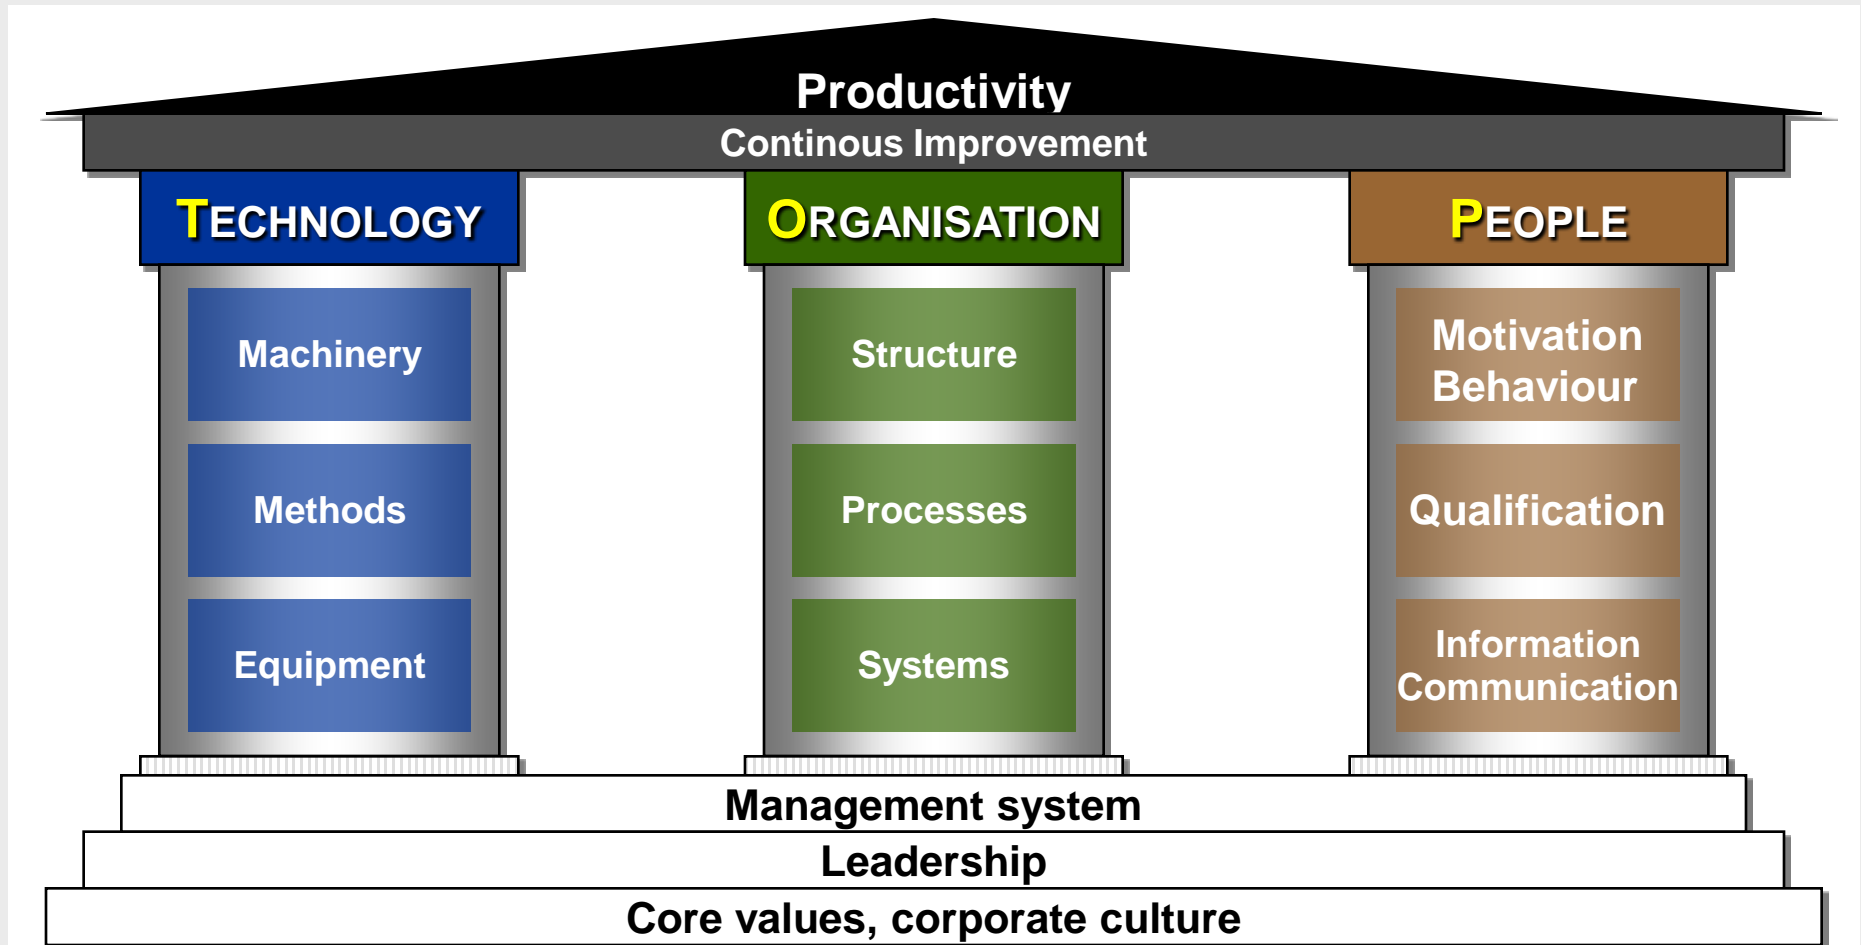 Productivity
Continous Improvement
TECHNOLOGY
Machinery
Methods
Equipment
ORGANISATION
Structure
Processes
Systems
PEOPLE
Motivation
Behaviour
Qualification
Information
Communication
Management system
Leadership
Core values, corporate culture